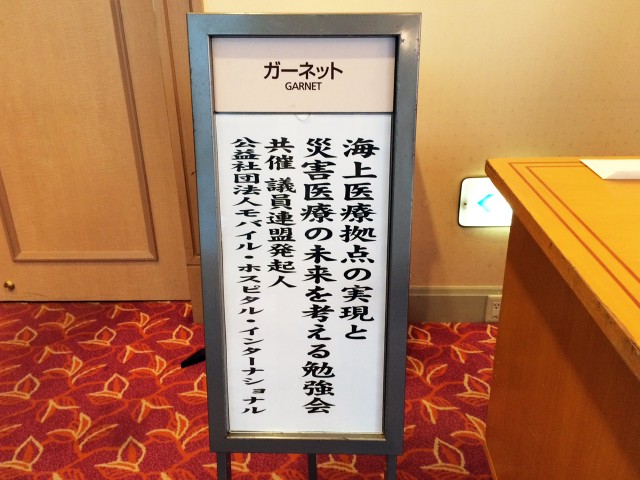 ガーネット
GARNET
海上医療拠点の実現と
災害医療の未来を考える勉強会
共催 議員連盟発起人
公益社団法人モバイル・ホスピタル・インターナショナル